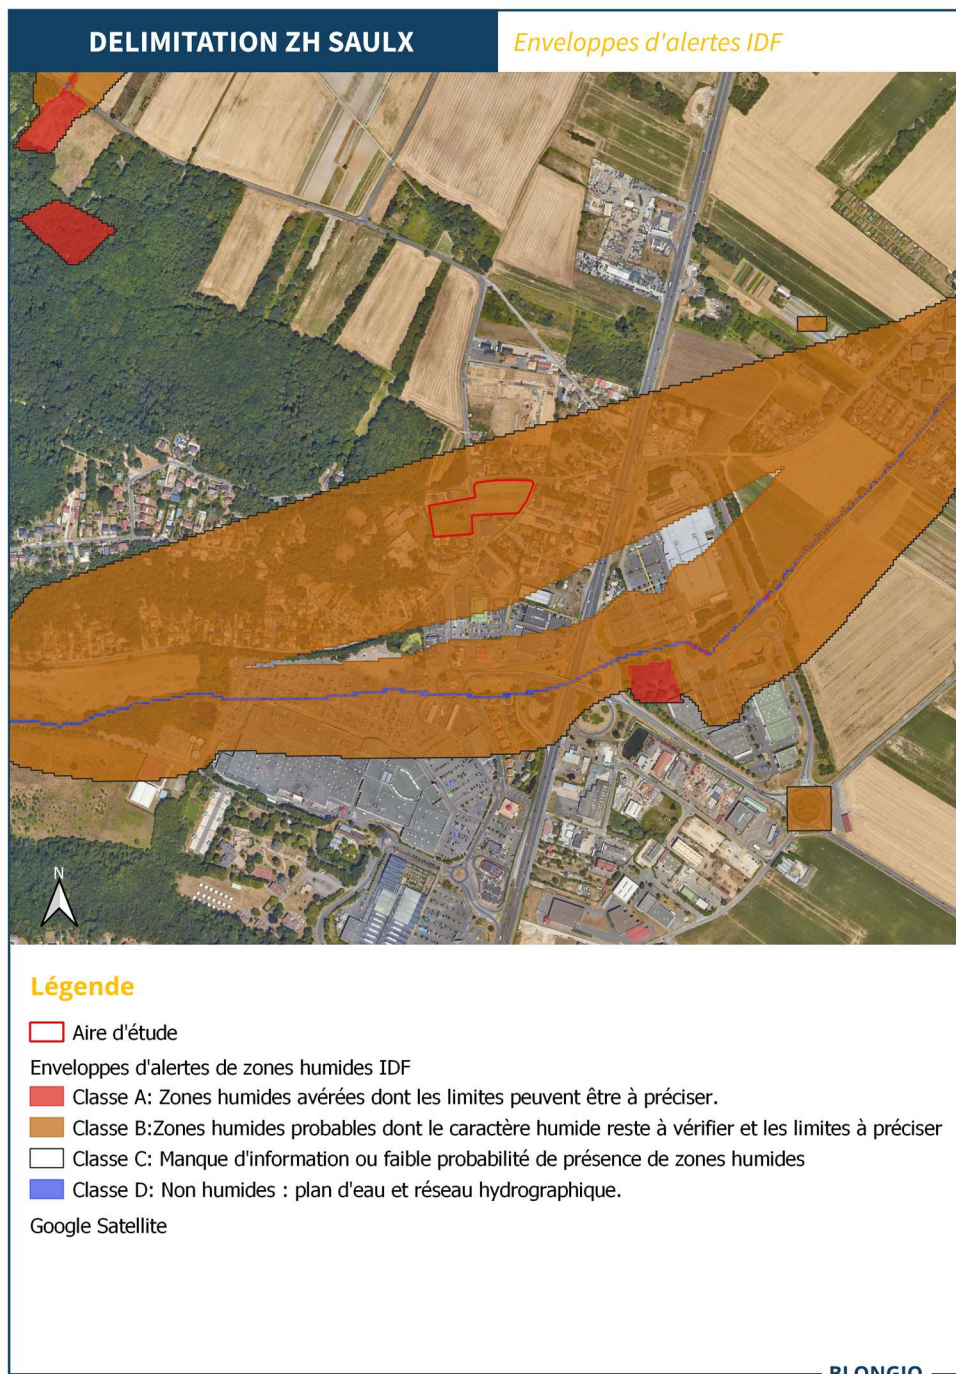 DELIMITATION ZH SAULX
Enveloppes d'alertes IDF
N
Légende
Aire d'étude
Enveloppes d'alertes de zones humides IDF
Classe A: Zones humides avérées dont les limites peuvent être à préciser.
Classe B:Zones humides probables dont le caractère humide reste à vérifier et les limites à préciser
Classe C: Manque d'information ou faible probabilité de présence de zones humides
Classe D: Non humides : plan d'eau et réseau hydrographique.
Google Satellite
BLONGIO